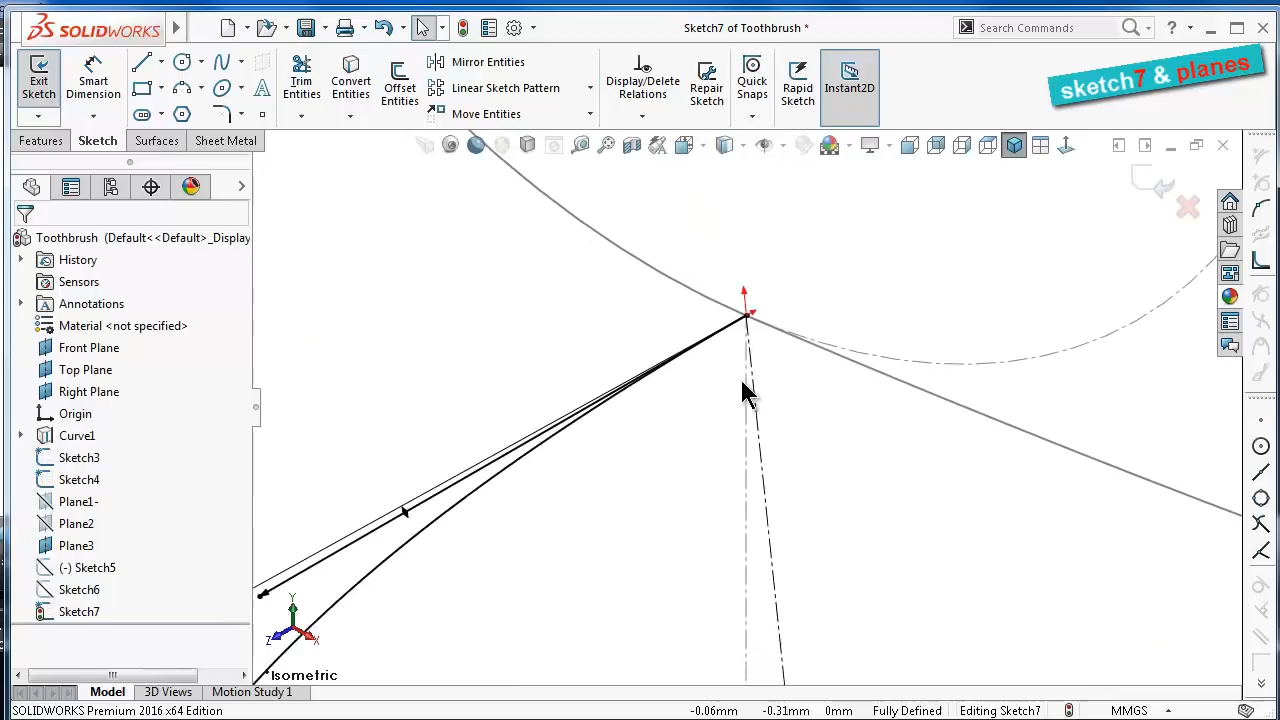 SOLIDWORKS
Sketch7 of Toothbrush *
Search Commands
sketch7 & planes
Exit Sketch
Smart Dimension
Trim Entities
Convert Entities
Offset Entities
Mirror Entities
Linear Sketch Pattern
Move Entities
Display/Delete Relations
Repair Sketch
Quick Snaps
Rapid Sketch
Instant2D
Features
Sketch
Surfaces
Sheet Metal
Toothbrush (Default<<Default>_Display
History
Sensors
Annotations
Material <not specified>
Front Plane
Top Plane
Right Plane
Origin
Curve1
Sketch3
Sketch4
Plane1-
Plane2
Plane3
(-) Sketch5
Sketch6
Sketch7
Y
Z
X
*Isometric
Model
3D Views
Motion Study 1
SOLIDWORKS Premium 2016 x64 Edition
-0.06mm
-0.31mm
0mm
Fully Defined
Editing Sketch7
MMGS